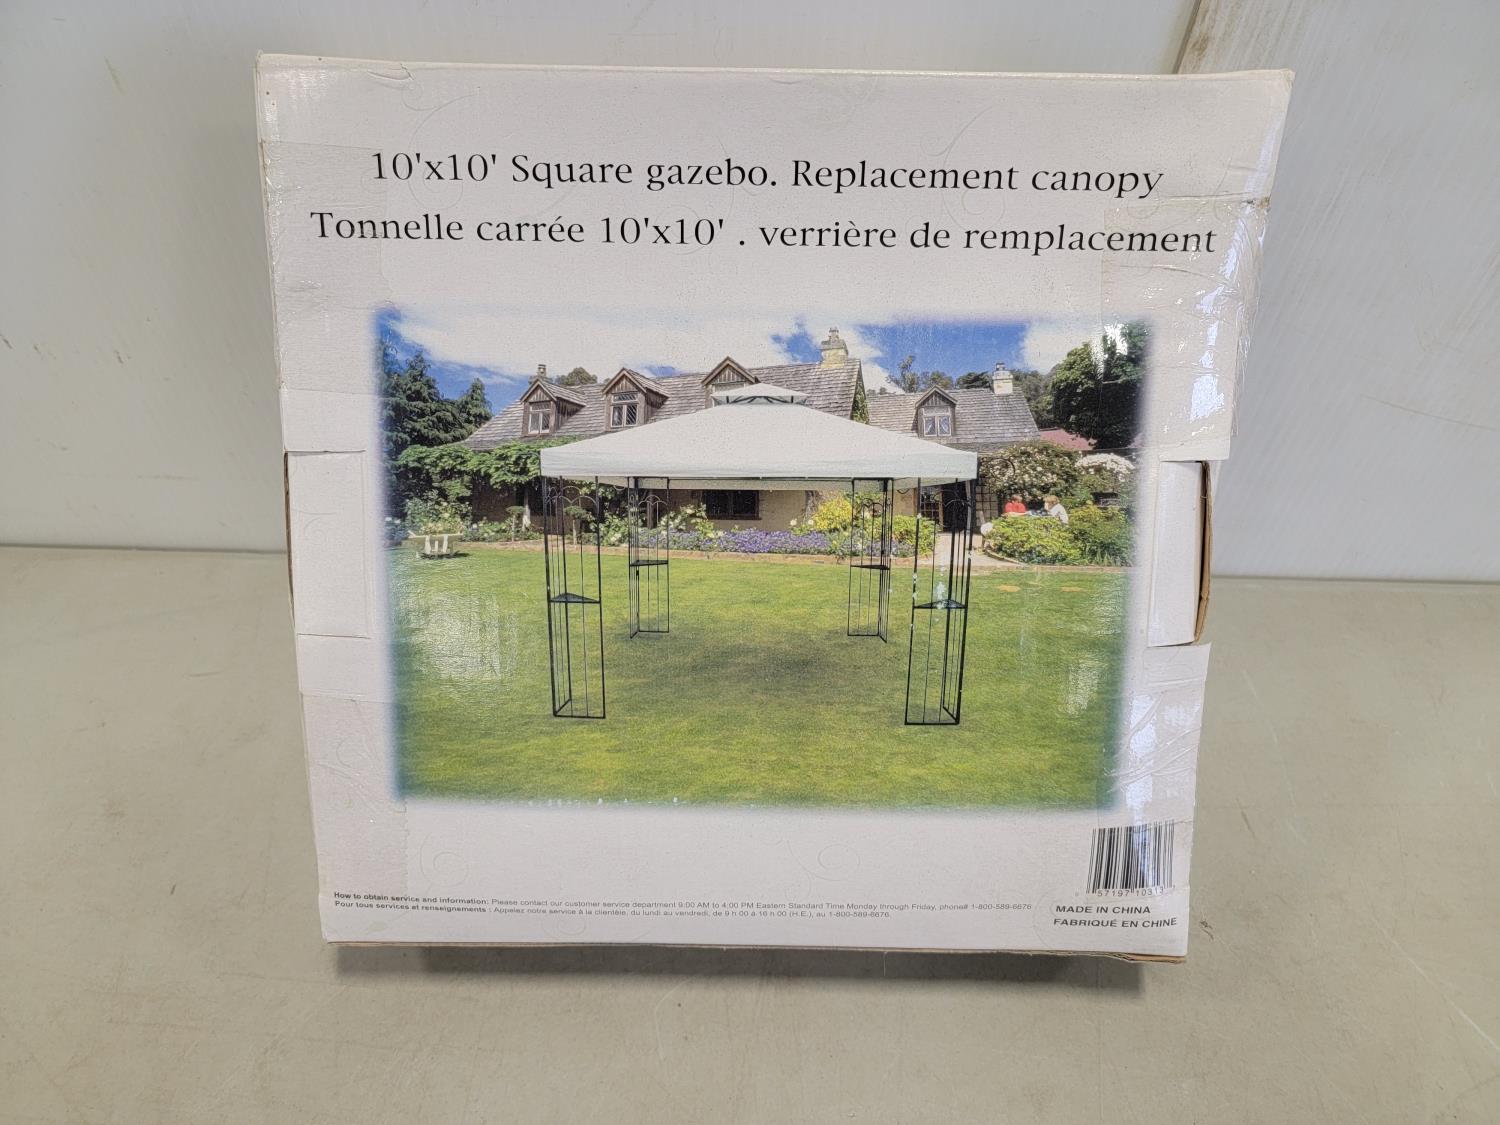 10'x10' Square gazebo. Replacement canopy
Tonnelle carrée 10'x10' . verrière de remplacement
57197 10313
How to obtain service and information: Please contact our customer service department 9:00 AM to 4:00 PM Eastern Standard Time Monday through Friday, phone# 1-800-589-6676
Pour tous services et renseignements : Appelez notre service à la clientèle, du lundi au vendredi, de 9 h 00 à 16 h 00 (H.E.), au 1-800-589-6676.
MADE IN CHINA
FABRIQUÉ EN CHINE